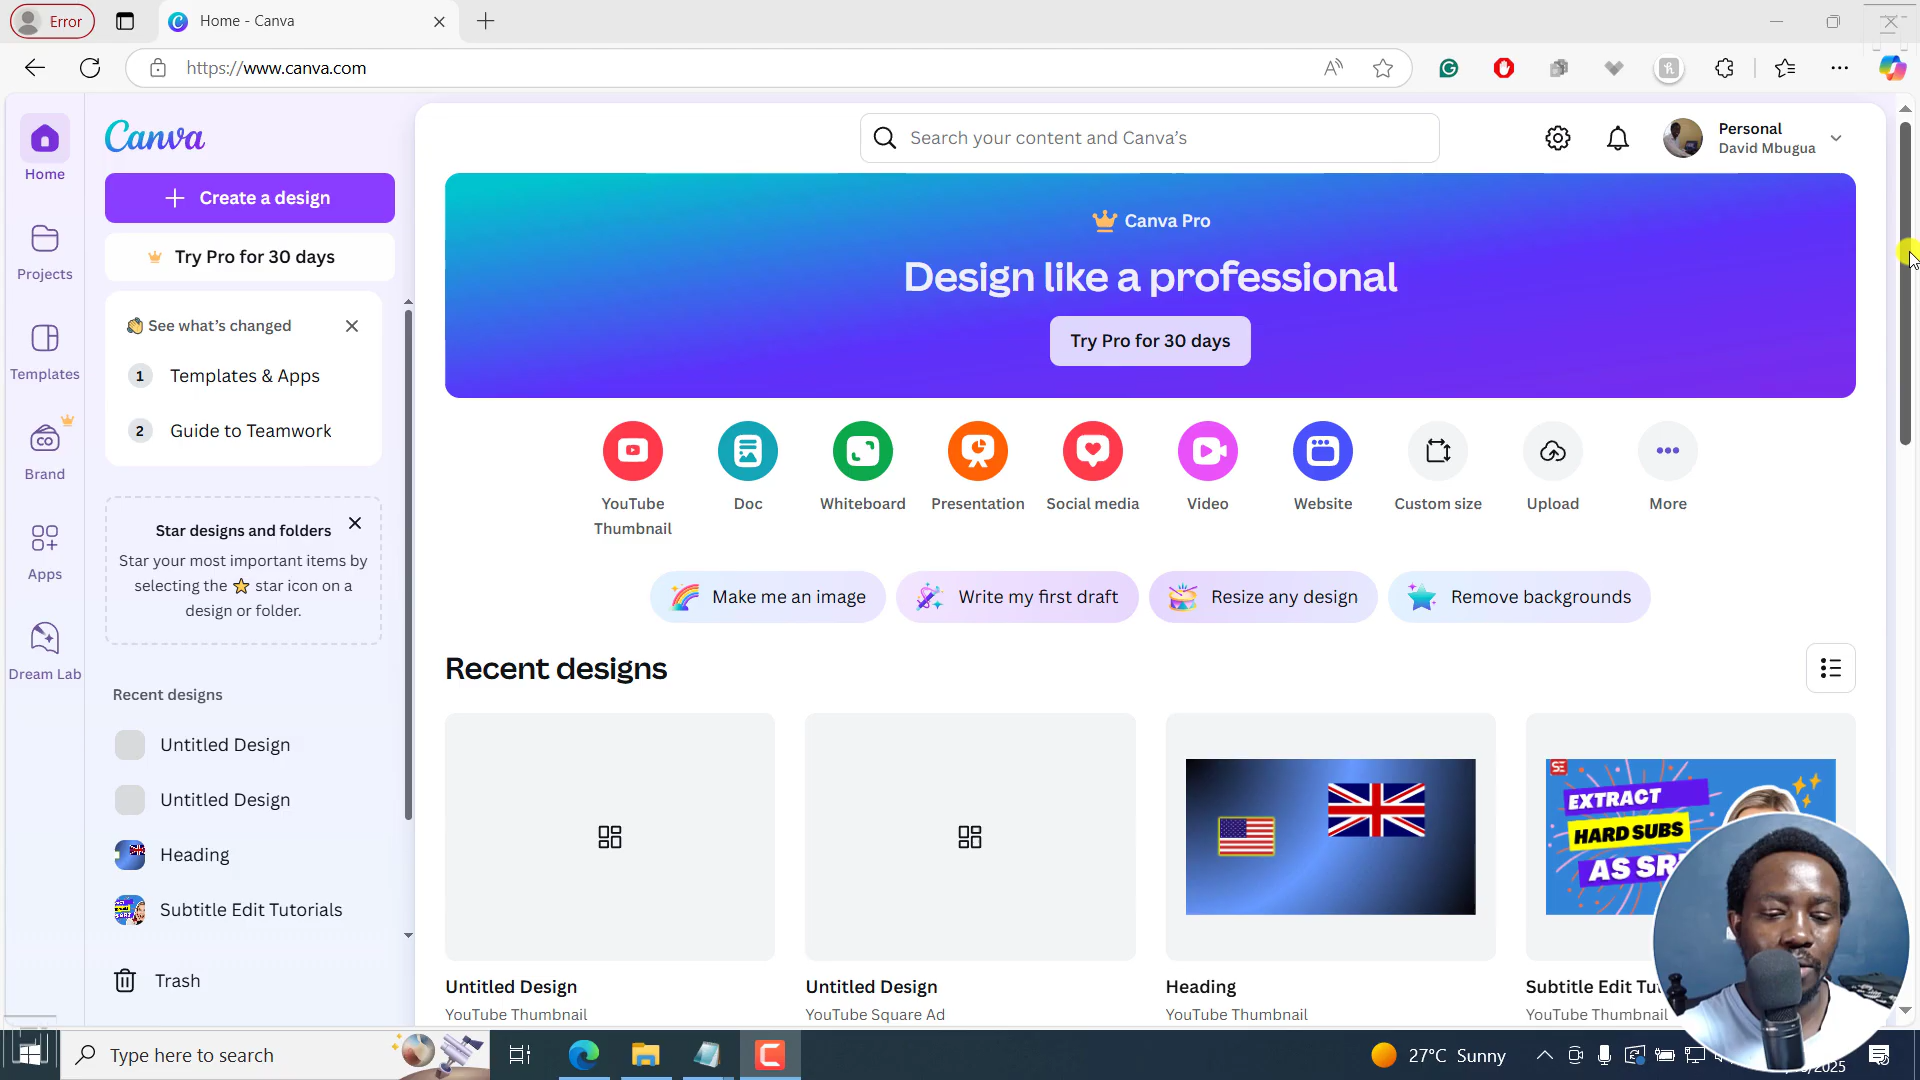 Error
Home - Canva
https://www.canva.com
Canva
Home
Create a design
Try Pro for 30 days
Projects
See what's changed
1 Templates & Apps
2 Guide to Teamwork
Templates
Brand
Star designs and folders
Star your most important items by
selecting the ⭐ star icon on a
design or folder.
Apps
Dream Lab
Recent designs
Untitled Design
Untitled Design
Heading
Subtitle Edit Tutorials
Trash
Search your content and Canva's
Personal
David Mbugua
Canva Pro
Design like a professional
Try Pro for 30 days
YouTube
Thumbnail
Doc
Whiteboard
Presentation
Social media
Video
Website
Custom size
Upload
More
Make me an image
Write my first draft
Resize any design
Remove backgrounds
Recent designs
SE
EXTRACT
HARD SUBS
AS
Untitled Design
YouTube Thumbnail
Untitled Design
YouTube Square Ad
Heading
YouTube Thumbnail
Subtitle Edit
YouTube Thumbnail
Type here to search
27°C Sunny